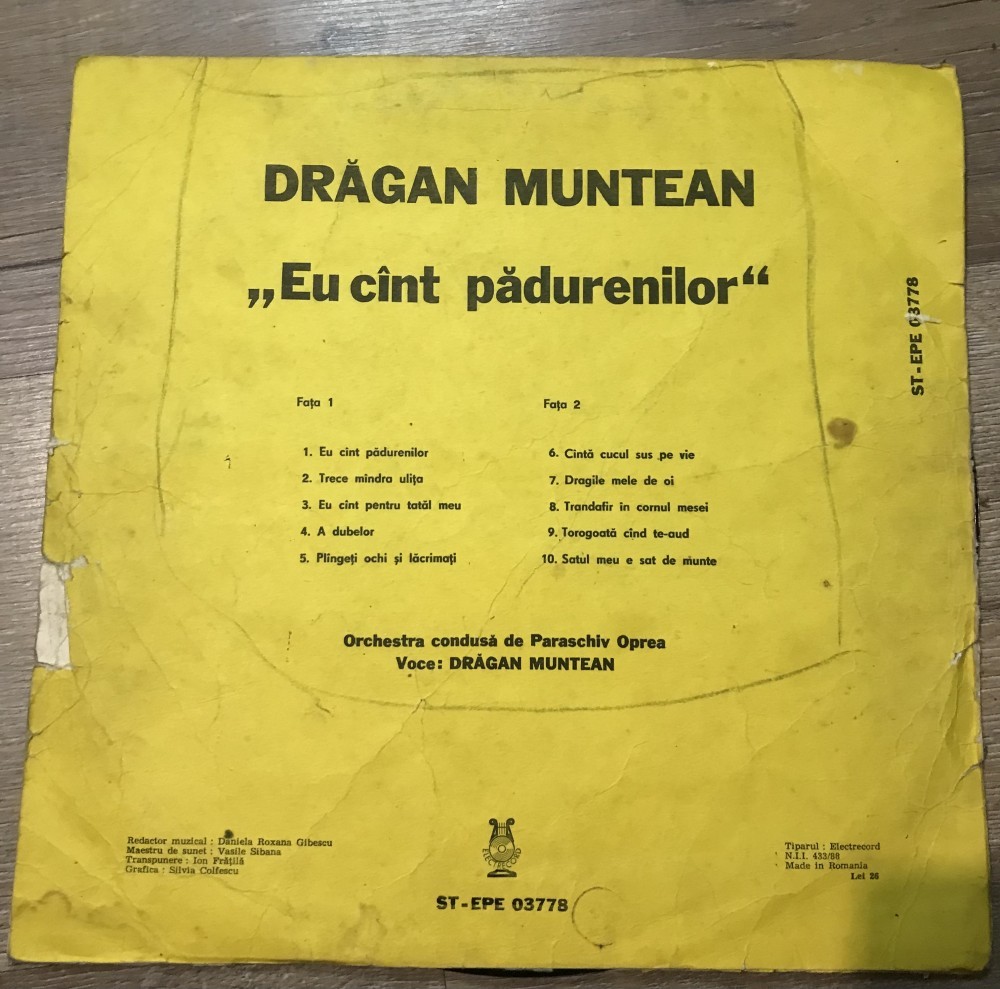 DRĂGAN MUNTEAN
„Eu cînt pădurenilor“
ST-EPE 03778
Fața 1
1. Eu cînt pădurenilor
2. Trece mîndra ulița
3. Eu cînt pentru tatăl meu
4. A dubelor
5. Plîngeți ochi și lăcrimați
Fața 2
6. Cîntă cucul sus pe vie
7. Dragile mele de oi
8. Trandafir în cornul mesei
9. Torogoată cînd te-aud
10. Satul meu e sat de munte
Orchestra condusă de Paraschiv Oprea
Voce: DRĂGAN MUNTEAN
Redactor muzical : Daniela Roxana Gibescu
Maestru de sunet : Vasile Sibana
Transpunere : Ion Frățilă
Grafica : Silvia Colfescu
ELECTRECORD
ST-EPE 03778
Tiparul : Electrecord
N.I.I. 433/88
Made in Romania
Lei 26